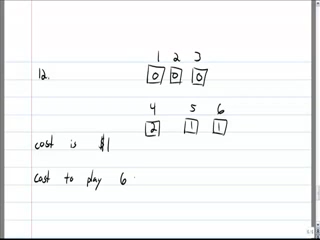 1 2 3
12. 0 0 0
4 5 6
2 1 1
cost is $1
cost to play 6